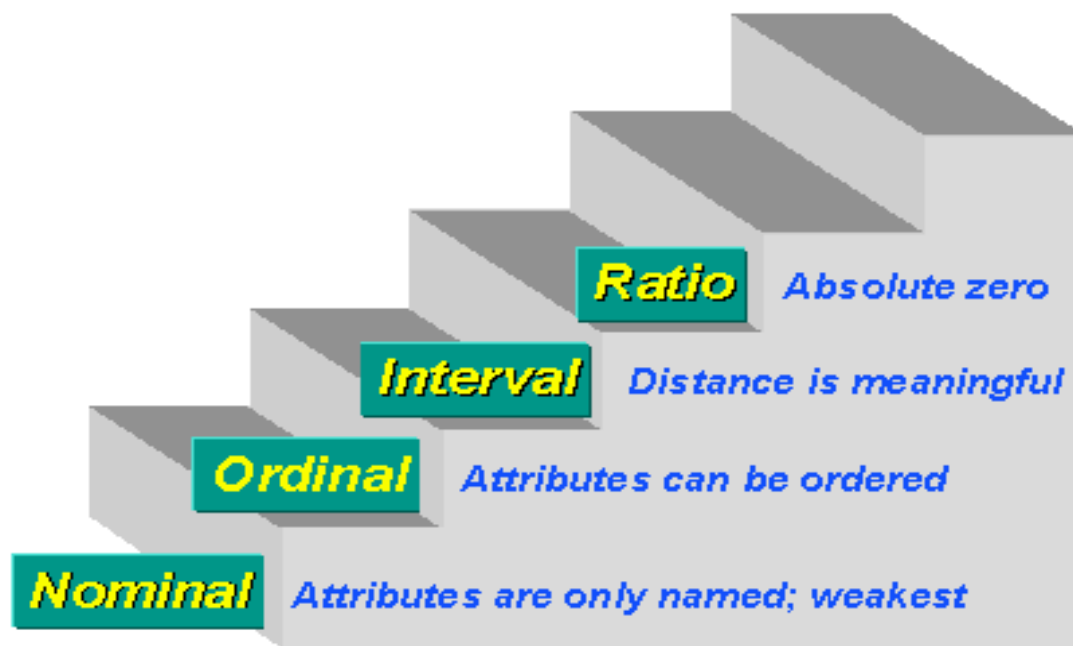 Ratio Absolute zero
Interval Distance is meaningful
Ordinal Attributes can be ordered
Nominal Attributes are only named; weakest